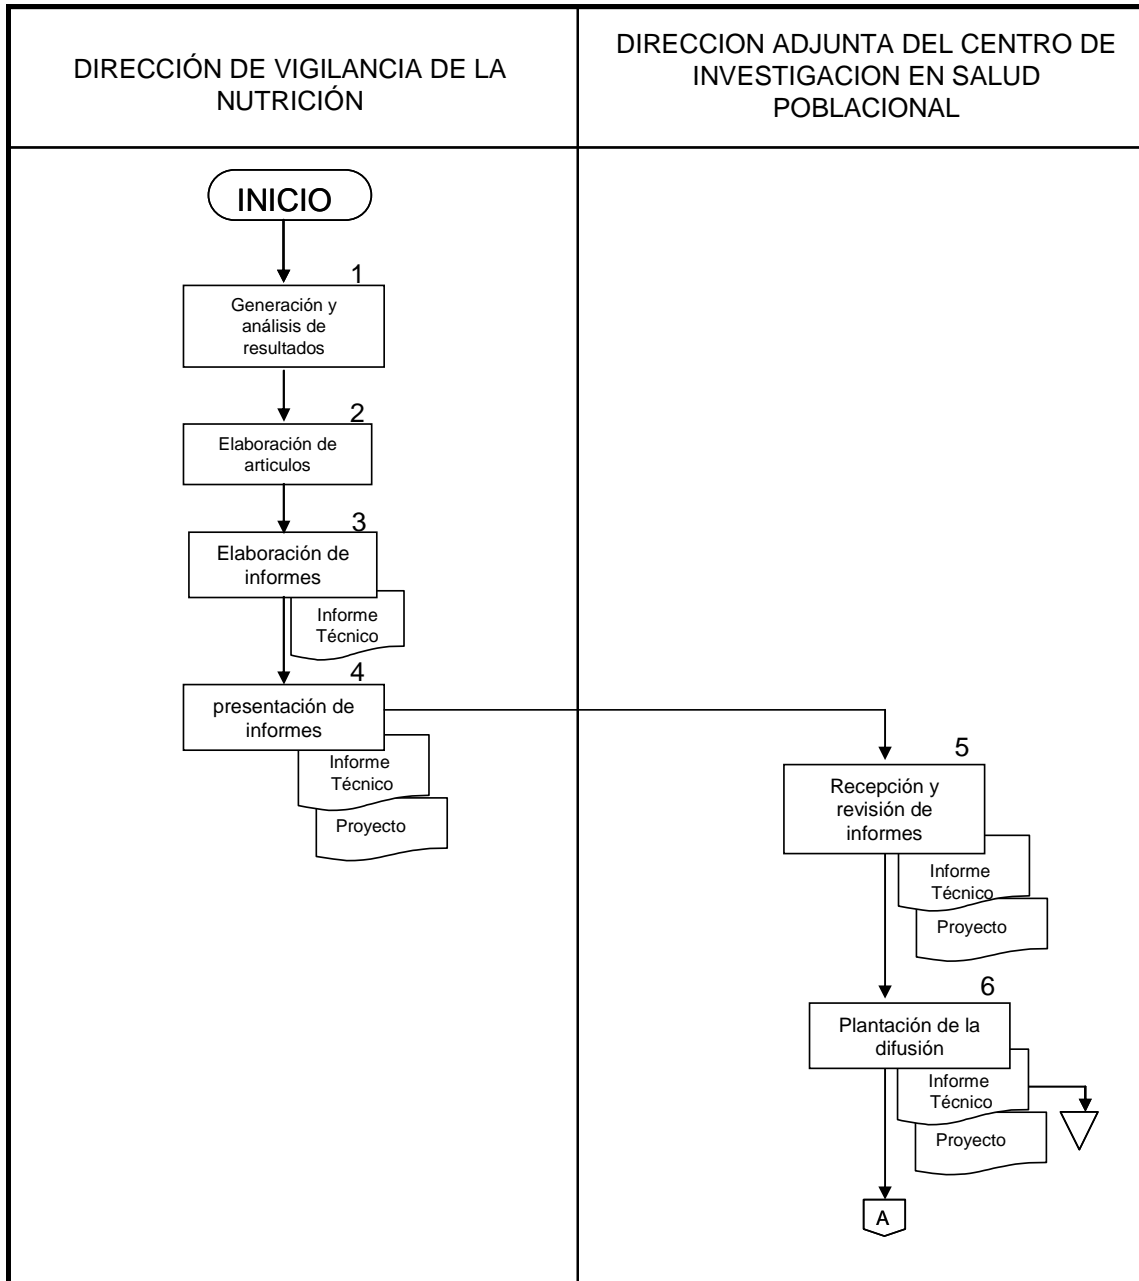 DIRECCIÓN DE VIGILANCIA DE LA
NUTRICIÓN
DIRECCION ADJUNTA DEL CENTRO DE
INVESTIGACION EN SALUD
POBLACIONAL
INICIO
1
Generación y
análisis de
resultados
2
Elaboración de
articulos
3
Elaboración de
informes
Informe
Técnico
4
presentación de
informes
Informe
Técnico
Proyecto
5
Recepción y
revisión de
informes
Informe
Técnico
Proyecto
6
Plantación de la
difusión
Informe
Técnico
Proyecto
A